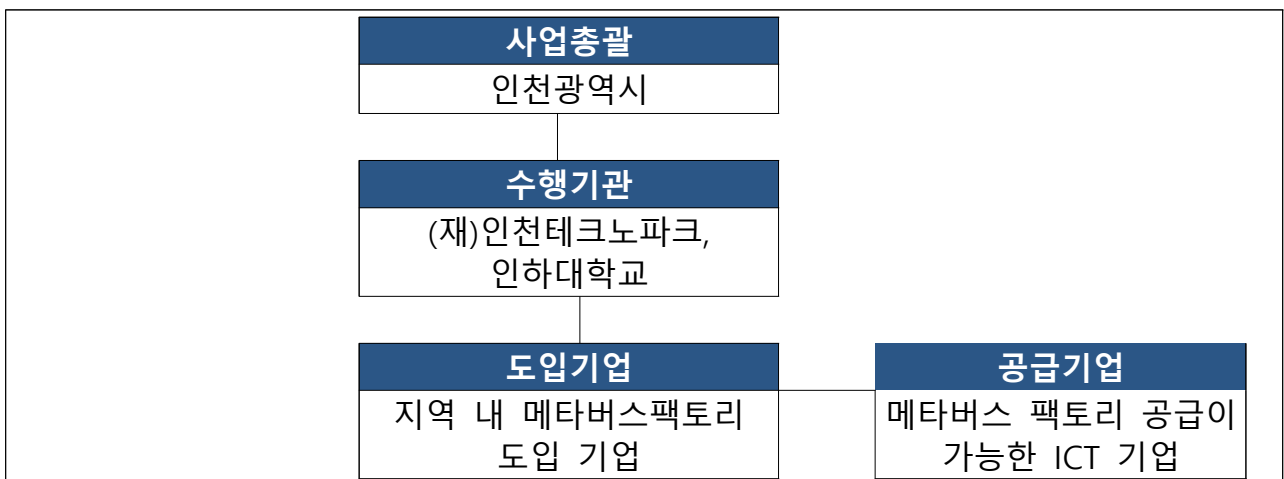 사업총괄
인천광역시
수행기관
(재)인천테크노파크,
인하대학교
도입기업
지역 내 메타버스팩토리
도입 기업
공급기업
메타버스 팩토리 공급이
가능한 ICT 기업